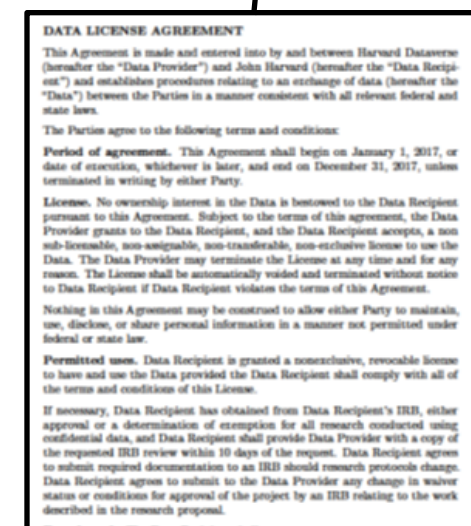 DATA LICENSE AGREEMENT
This Agreement is made and entered into by and between Harvard Dataverse
(hereafter the “Data Provider”) and John Harvard (hereafter the “Data Recipi-
ent”) and establishes procedures relating to an exchange of data (hereafter the
“Data”) between the Parties in a manner consistent with all relevant federal and
state laws.
The Parties agree to the following terms and conditions:
Period of agreement. This Agreement shall begin on January 1, 2017, or
date of execution, whichever is later, and end on December 31, 2017, unless
terminated in writing by either Party.
License. No ownership interest in the Data is bestowed to the Data Recipient
pursuant to this Agreement. Subject to the terms of this agreement, the Data
Provider grants to the Data Recipient, and the Data Recipient accepts, a non
sub-licensable, non-assignable, non-transferable, non-exclusive license to use the
Data. The Data Provider may terminate the License at any time and for any
reason. The License shall be automatically voided and terminated without notice
to Data Recipient if Data Recipient violates the terms of this Agreement.
Nothing in this Agreement may be construed to allow either Party to maintain,
use, disclose, or share personal information in a manner not permitted under
federal or state law.
Permitted uses. Data Recipient is granted a nonexclusive, revocable license
to have and use the Data provided the Data Recipient shall comply with all of
the terms and conditions of this License.
If necessary, Data Recipient has obtained from Data Recipient's IRB, either
approval or a determination of exemption for all research conducted using
confidential data, and Data Recipient shall provide Data Provider with a copy of
the requested IRB review within 10 days of the request. Data Recipient agrees
to submit required documentation to an IRB should research protocols change.
Data Recipient agrees to submit to the Data Provider any change in waiver
status or conditions for approval of the project by an IRB relating to the work
described in the research proposal.